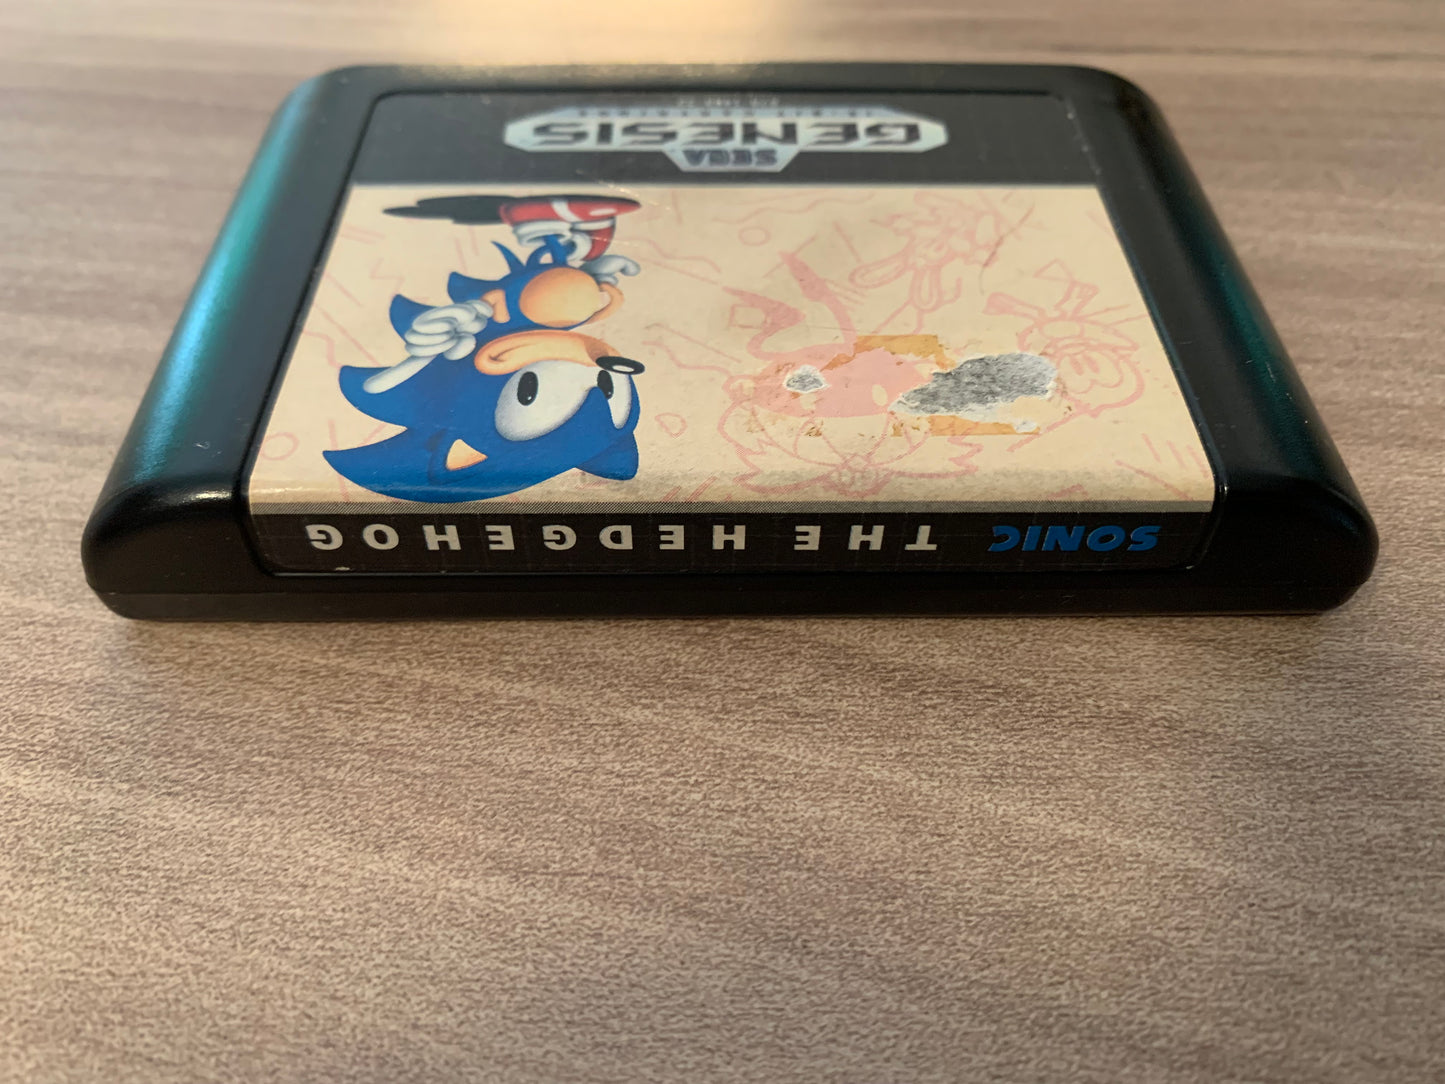 SONIC THE HEDGEHOG
SEGA
GENESIS